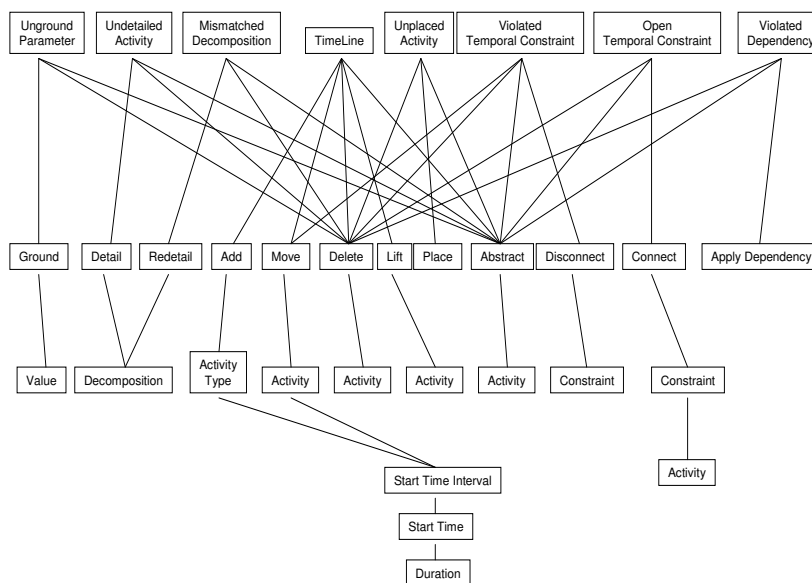 Unground
Parameter
Undetailed
Activity
Mismatched
Decomposition
TimeLine
Unplaced
Activity
Violated
Temporal Constraint
Open
Temporal Constraint
Violated
Dependency
Ground
Detail
Redetail
Add
Move
Delete
Lift
Place
Abstract
Disconnect
Connect
Apply Dependency
Value
Decomposition
Activity
Type
Activity
Activity
Activity
Activity
Constraint
Constraint
Activity
Start Time Interval
Start Time
Duration